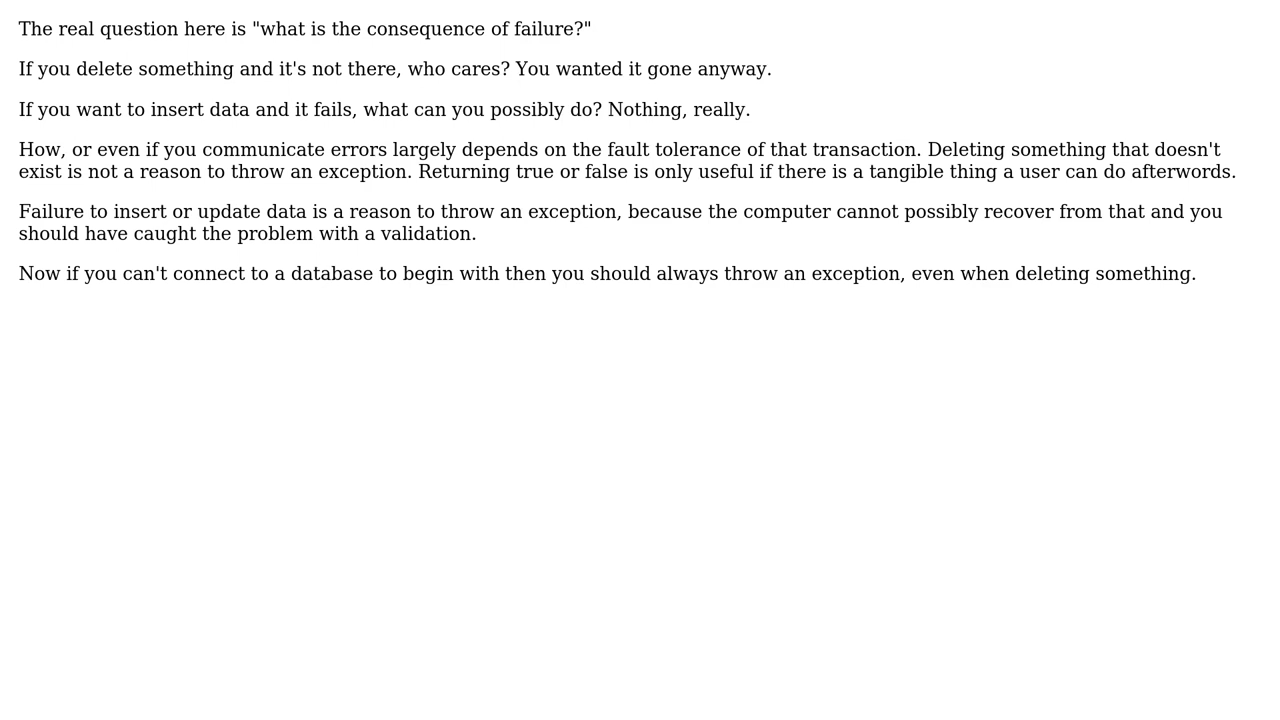 The real question here is "what is the consequence of failure?"
If you delete something and it's not there, who cares? You wanted it gone anyway.
If you want to insert data and it fails, what can you possibly do? Nothing, really.
How, or even if you communicate errors largely depends on the fault tolerance of that transaction. Deleting something that doesn't
exist is not a reason to throw an exception. Returning true or false is only useful if there is a tangible thing a user can do afterwords.
Failure to insert or update data is a reason to throw an exception, because the computer cannot possibly recover from that and you
should have caught the problem with a validation.
Now if you can't connect to a database to begin with then you should always throw an exception, even when deleting something.